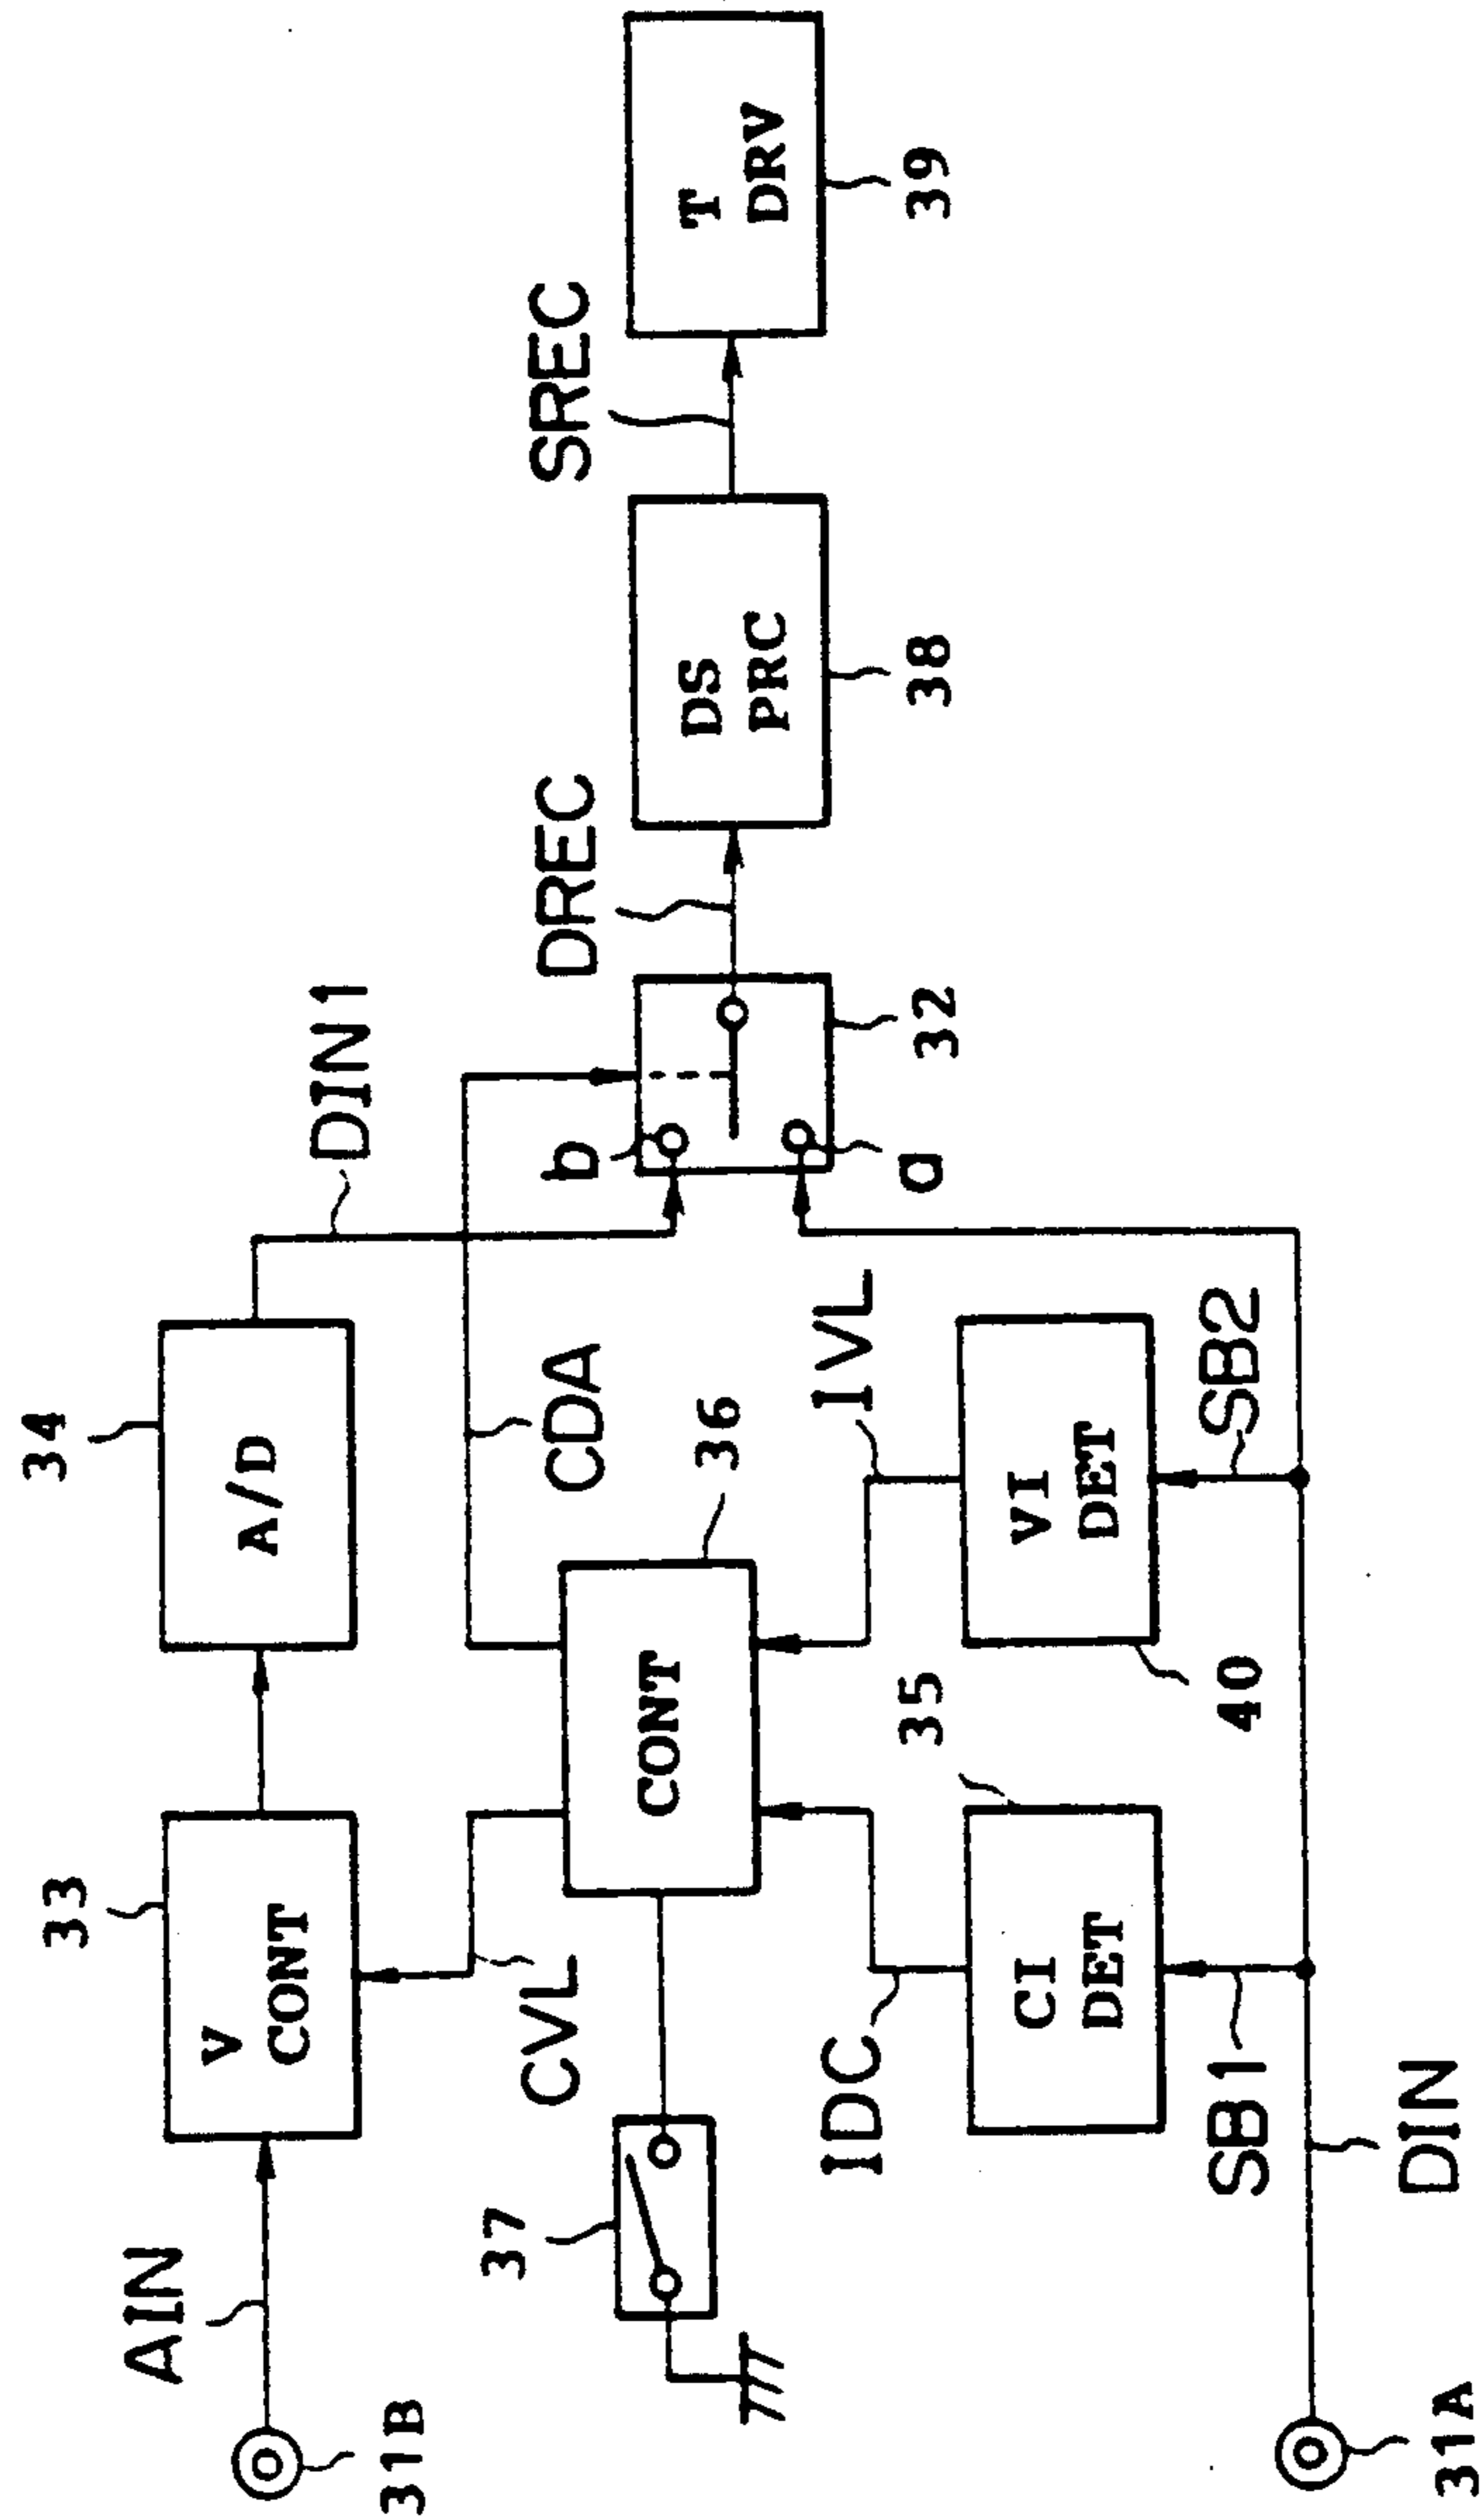 31B
AIN
33
V
CONT
34
A/D
DIN1
CVL
CDA
37
CONT
36
b
a
32
DREC
DS
PRC
38
SREC
T
DRV
39
IDC
35
CI
DET
LVL
VI
DET
40
SB1
SB2
DIN
31A